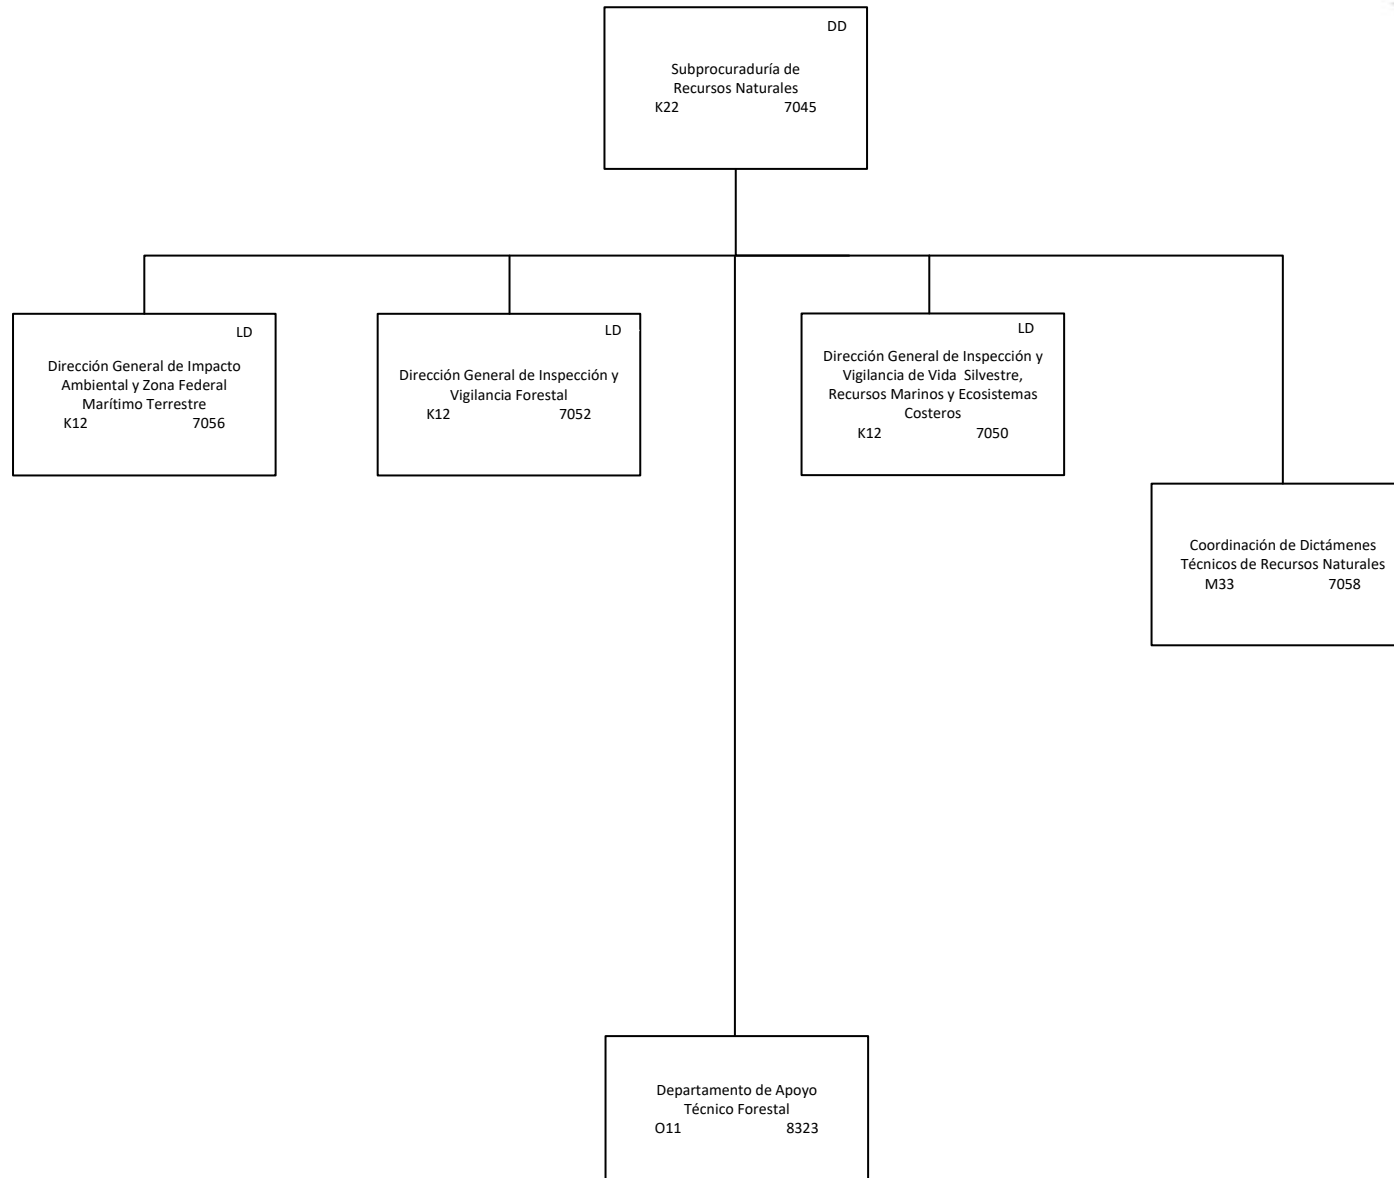 DD
Subprocuraduría de
Recursos Naturales
K22 7045
LD
Dirección General de Impacto
Ambiental y Zona Federal
Marítimo Terrestre
K12 7056
LD
Dirección General de Inspección y
Vigilancia Forestal
K12 7052
LD
Dirección General de Inspección y
Vigilancia de Vida Silvestre,
Recursos Marinos y Ecosistemas
Costeros
K12 7050
Coordinación de Dictámenes
Técnicos de Recursos Naturales
M33 7058
Departamento de Apoyo
Técnico Forestal
O11 8323